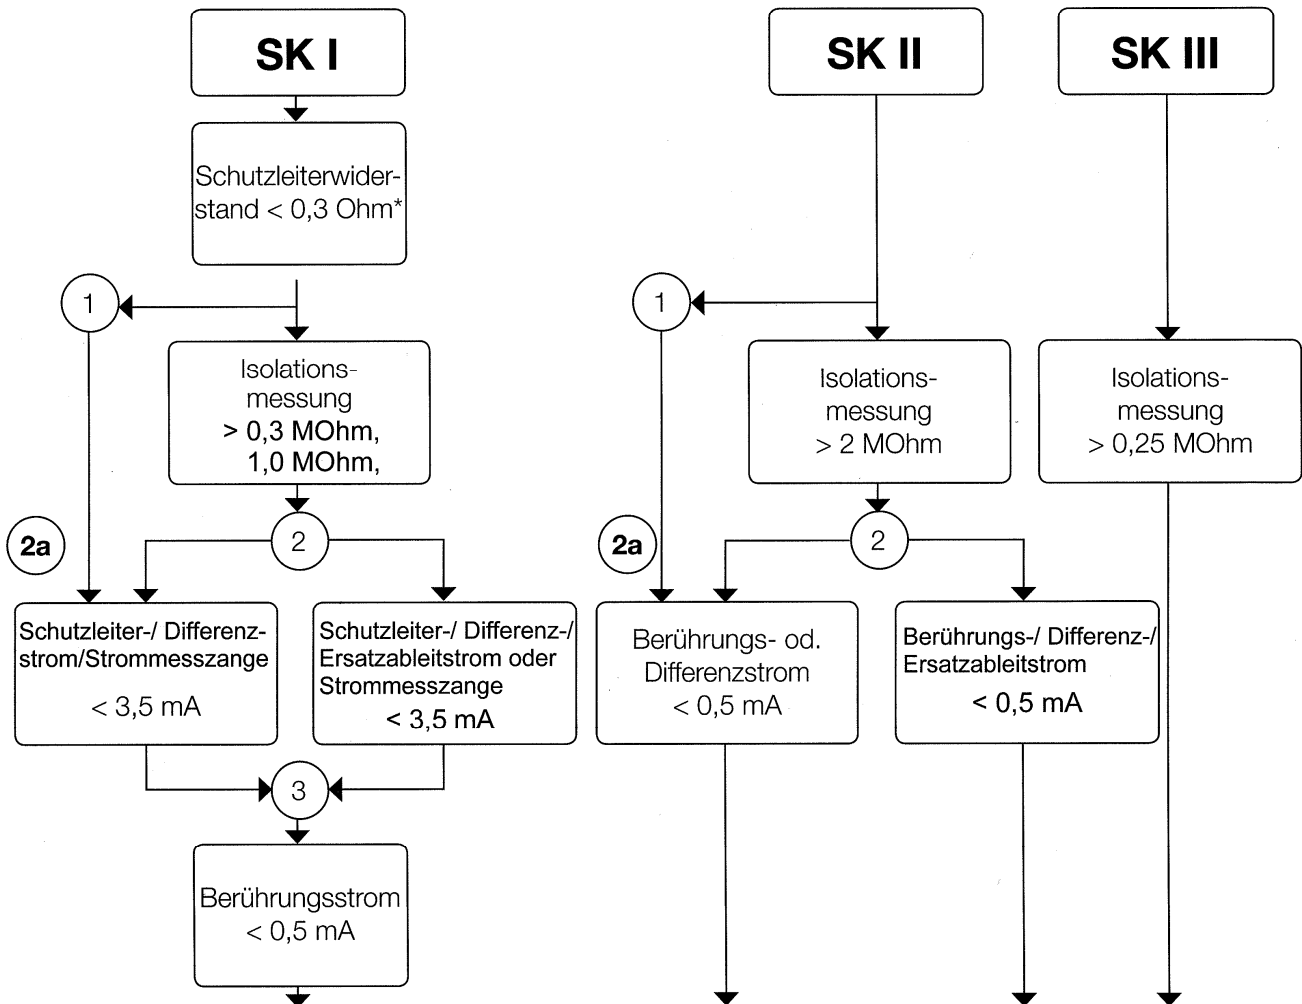 SK I
SK II
SK III
Schutzleiterwider-
stand < 0,3 Ohm*
1
1
Isolations-
messung
> 0,3 MOhm,
1,0 MOhm,
Isolations-
messung
> 2 MOhm
Isolations-
messung
> 0,25 MOhm
2a
2
2a
2
Schutzleiter-/ Differenz-
strom/Strommesszange
< 3,5 mA
Schutzleiter-/ Differenz-/
Ersatzableitstrom oder
Strommesszange
< 3,5 mA
Berührungs- od.
Differenzstrom
< 0,5 mA
Berührungs-/ Differenz-/
Ersatzableitstrom
< 0,5 mA
3
Berührungsstrom
< 0,5 mA